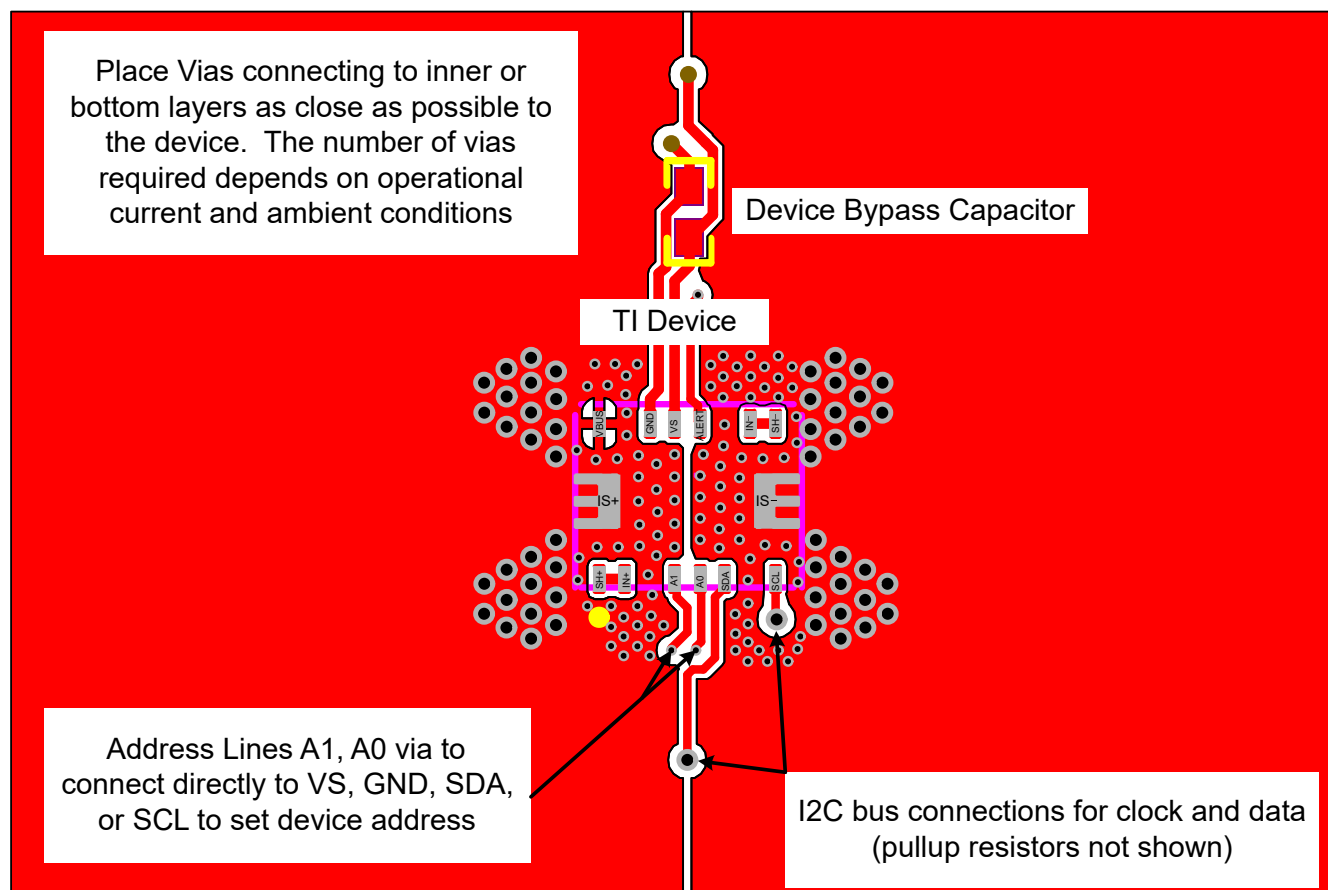 Place Vias connecting to inner or
bottom layers as close as possible to
the device.  The number of vias
required depends on operational
current and ambient conditions
Device Bypass Capacitor
TI Device
VBUS
GND
VS
ALERT
IN−
SH−
IS+
IS−
SH+
IN+
A1
A0
SDA
SCL
Address Lines A1, A0 via to
connect directly to VS, GND, SDA,
or SCL to set device address
I2C bus connections for clock and data
(pullup resistors not shown)